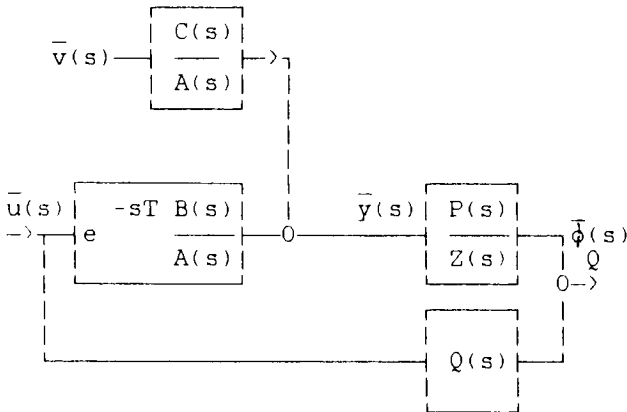 C(s)
v̅(s)
A(s)
u̅(s)
-sT B(s)
y̅(s)
P(s)
e
A(s)
Z(s)
ϕ̅(s)
Q
Q(s)